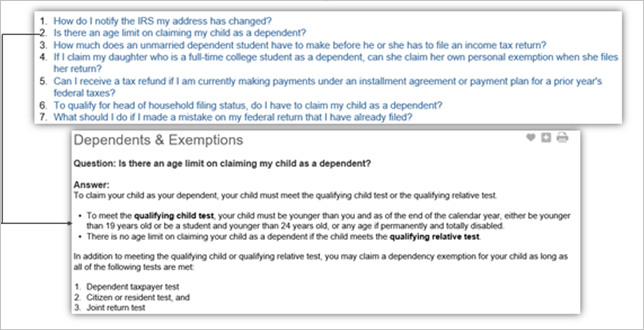 1. How do I notify the IRS my address has changed?
2. Is there an age limit on claiming my child as a dependent?
3. How much does an unmarried dependent student have to make before he or she has to file an income tax return?
4. If I claim my daughter who is a full-time college student as a dependent, can she claim her own personal exemption when she files
her return?
5. Can I receive a tax refund if I am currently making payments under an installment agreement or payment plan for a prior year's
federal taxes?
6. To qualify for head of household filing status, do I have to claim my child as a dependent?
7. What should I do if I made a mistake on my federal return that I have already filed?
Dependents & Exemptions
Question: Is there an age limit on claiming my child as a dependent?
Answer:
To claim your child as your dependent, your child must meet the qualifying child test or the qualifying relative test.
• To meet the qualifying child test, your child must be younger than you and as of the end of the calendar year, either be younger
than 19 years old or be a student and younger than 24 years old, or any age if permanently and totally disabled.
• There is no age limit on claiming your child as a dependent if the child meets the qualifying relative test.
In addition to meeting the qualifying child or qualifying relative test, you may claim a dependency exemption for your child as long as
all of the following tests are met:
1. Dependent taxpayer test
2. Citizen or resident test, and
3. Joint return test